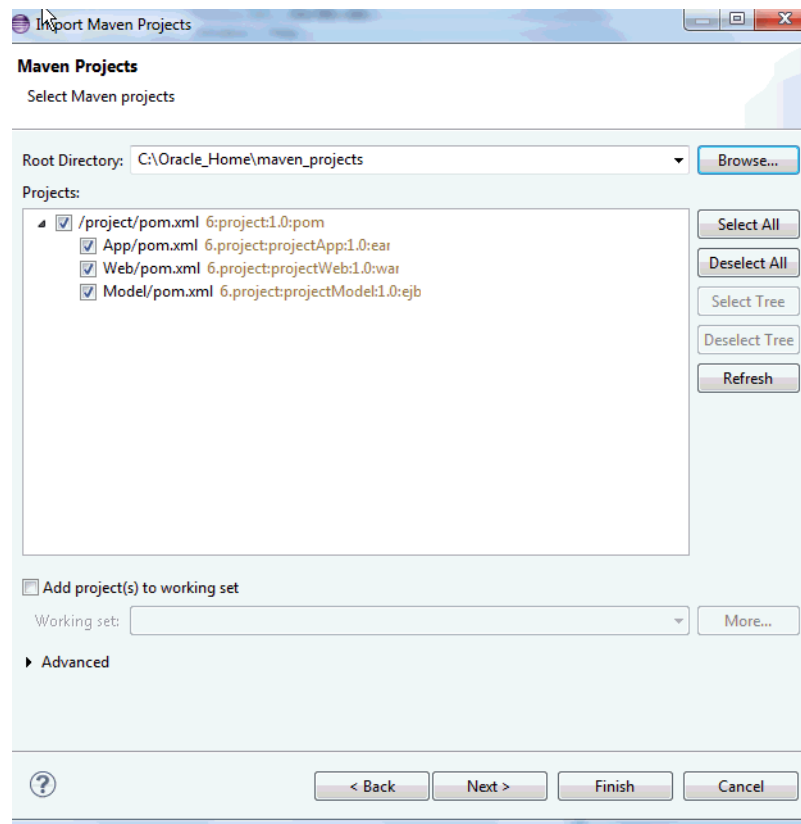 Import Maven Projects
Maven Projects
Select Maven projects
Root Directory: C:\Oracle_Home\maven_projects Browse...
Projects:
/project/pom.xml 6:project:1.0:pom
App/pom.xml 6.project:projectApp:1.0:ear
Web/pom.xml 6.project:projectWeb:1.0:war
Model/pom.xml 6.project:projectModel:1.0:ejb
Select All
Deselect All
Select Tree
Deselect Tree
Refresh
Add project(s) to working set
Working set: More...
Advanced
? < Back Next > Finish Cancel